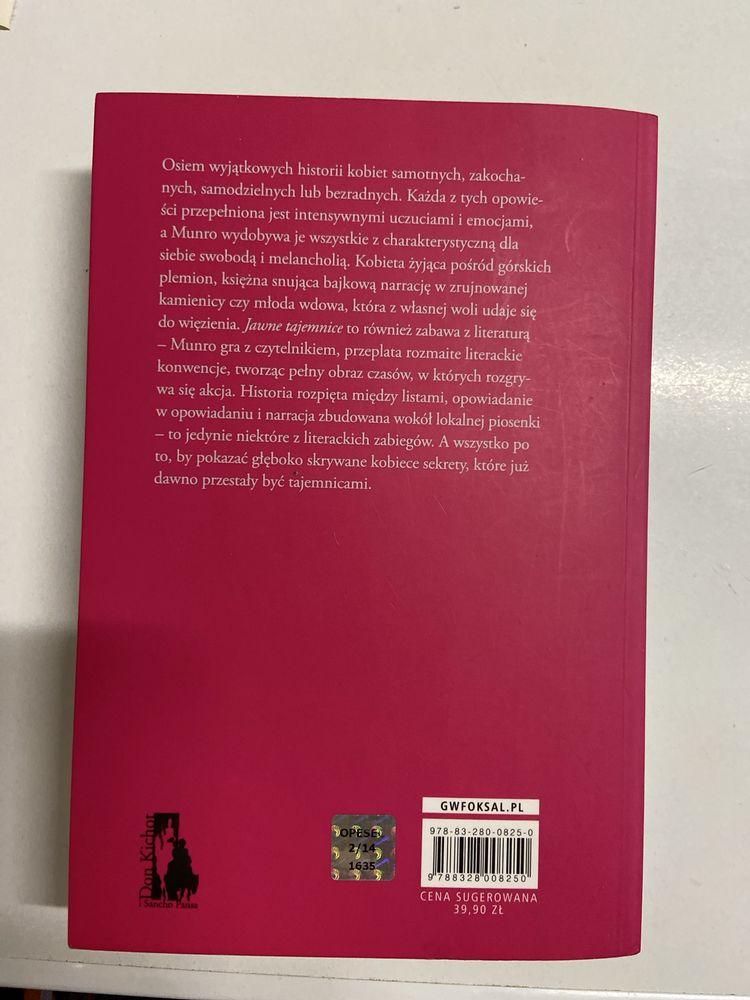 Osiem wyjątkowych historii kobiet samotnych, zakocha-
nych, samodzielnych lub bezradnych. Każda z tych opowie-
ści przepełniona jest intensywnymi uczuciami i emocjami,
a Munro wydobywa je wszystkie z charakterystyczną dla
siebie swobodą i melancholią. Kobieta żyjąca pośród górskich
plemion, księżna snująca bajkową narrację w zrujnowanej
kamienicy czy młoda wdowa, która z własnej woli udaje się
do więzienia. Jawne tajemnice to również zabawa z literaturą
– Munro gra z czytelnikiem, przeplata rozmaite literackie
konwencje, tworząc pełny obraz czasów, w których rozgry-
wa się akcja. Historia rozpięta między listami, opowiadanie
w opowiadaniu i narracja zbudowana wokół lokalnej piosenki
– to jedynie niektóre z literackich zabiegów. A wszystko po
to, by pokazać głęboko skrywane kobiece sekrety, które już
dawno przestały być tajemnicami.
Don Kichot
i Sancho Pansa
OPESE
2/14
1635
GWFOKSAL.PL
978-83-280-0825-0
9 788328 008250
CENA SUGEROWANA
39,90 ZŁ